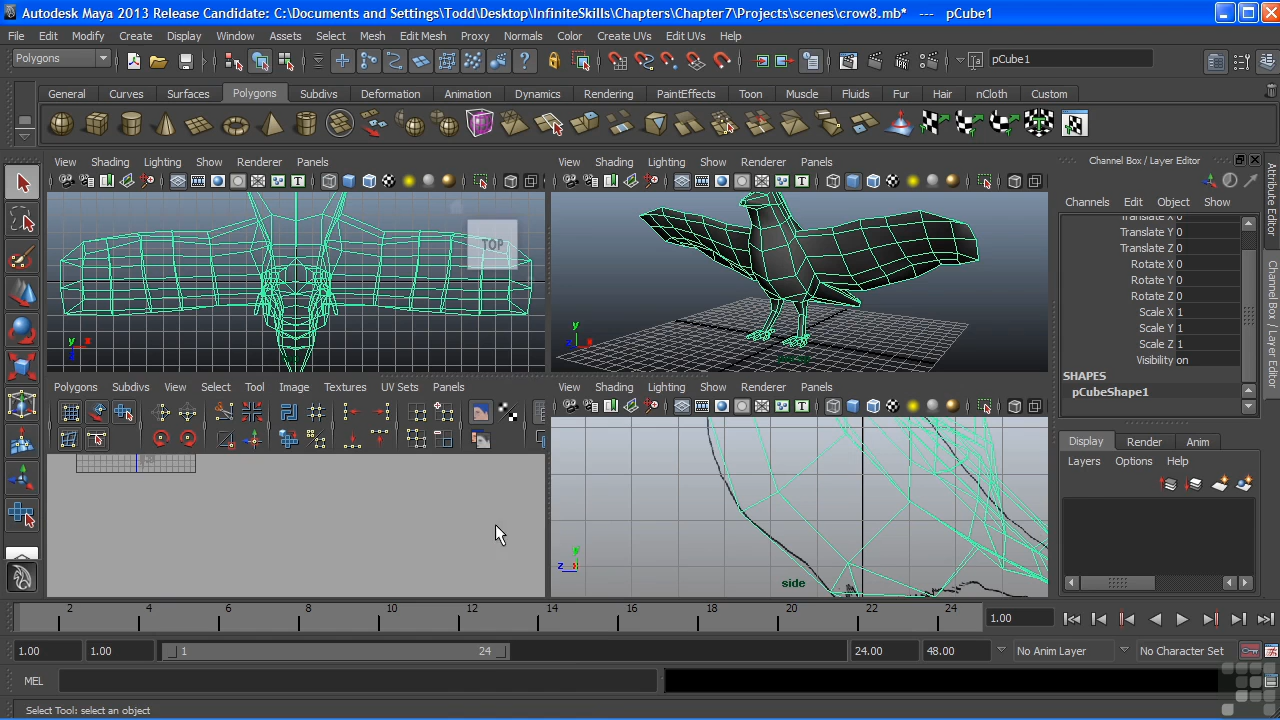 Autodesk Maya 2013 Release Candidate: C:\Documents and Settings\Todd\Desktop\InfiniteSkills\Chapters\Chapter7\Projects\scenes\crow8.mb* --- pCube1
File Edit Modify Create Display Window Assets Select Mesh Edit Mesh Proxy Normals Color Create UVs Edit UVs Help
Polygons
pCube1
General Curves Surfaces Polygons Subdivs Deformation Animation Dynamics Rendering PaintEffects Toon Muscle Fluids Fur Hair nCloth Custom
View Shading Lighting Show Renderer Panels
View Shading Lighting Show Renderer Panels
Channel Box / Layer Editor
Channels Edit Object Show
Translate X 0
Translate Y 0
Translate Z 0
Rotate X 0
Rotate Y 0
Rotate Z 0
Scale X 1
Scale Y 1
Scale Z 1
Visibility on
SHAPES
pCubeShape1
Attribute Editor
Channel Box / Layer Editor
TOP
y x z
y z x
Polygons Subdivs View Select Tool Image Textures UV Sets Panels
View Shading Lighting Show Renderer Panels
side
y z x
Display Render Anim
Layers Options Help
2 4 6 8 10 12 14 16 18 20 22 24
1.00
1.00 1.00 1 24 24.00 48.00 No Anim Layer No Character Set
MEL
Select Tool: select an object